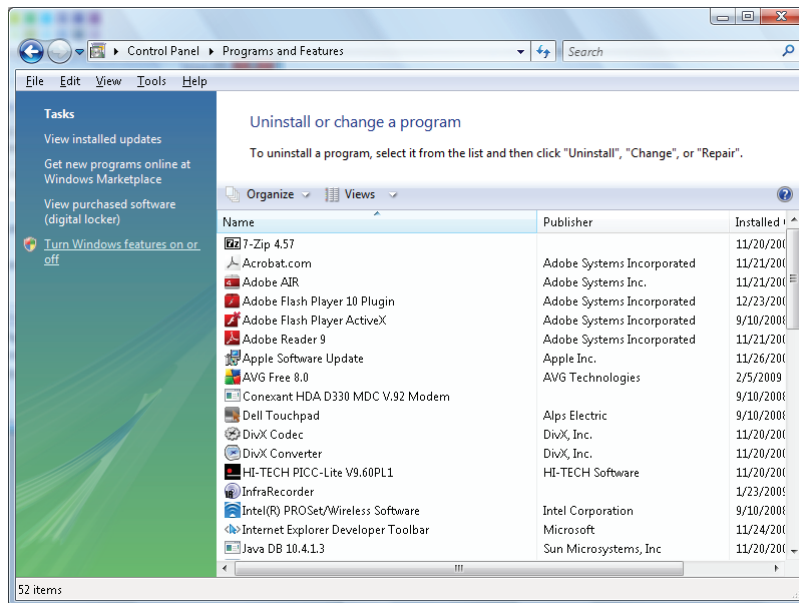 Control Panel ▸ Programs and Features
Search
File Edit View Tools Help
Tasks
View installed updates
Get new programs online at
Windows Marketplace
View purchased software
(digital locker)
Turn Windows features on or
off
Uninstall or change a program
To uninstall a program, select it from the list and then click "Uninstall", "Change", or "Repair".
Organize Views
Name Publisher Installed
7-Zip 4.57 11/20/200
Acrobat.com Adobe Systems Incorporated 11/21/200
Adobe AIR Adobe Systems Inc. 11/21/200
Adobe Flash Player 10 Plugin Adobe Systems Incorporated 12/23/200
Adobe Flash Player ActiveX Adobe Systems Incorporated 9/10/2008
Adobe Reader 9 Adobe Systems Incorporated 11/21/200
Apple Software Update Apple Inc. 11/26/200
AVG Free 8.0 AVG Technologies 2/5/2009
Conexant HDA D330 MDC V.92 Modem 9/10/2008
Dell Touchpad Alps Electric 9/10/2008
DivX Codec DivX, Inc. 11/20/200
DivX Converter DivX, Inc. 11/20/200
HI-TECH PICC-Lite V9.60PL1 HI-TECH Software 11/20/200
InfraRecorder 1/23/2009
Intel(R) PROSet/Wireless Software Intel Corporation 9/10/2008
Internet Explorer Developer Toolbar Microsoft 11/24/200
Java DB 10.4.1.3 Sun Microsystems, Inc 11/20/200
52 items